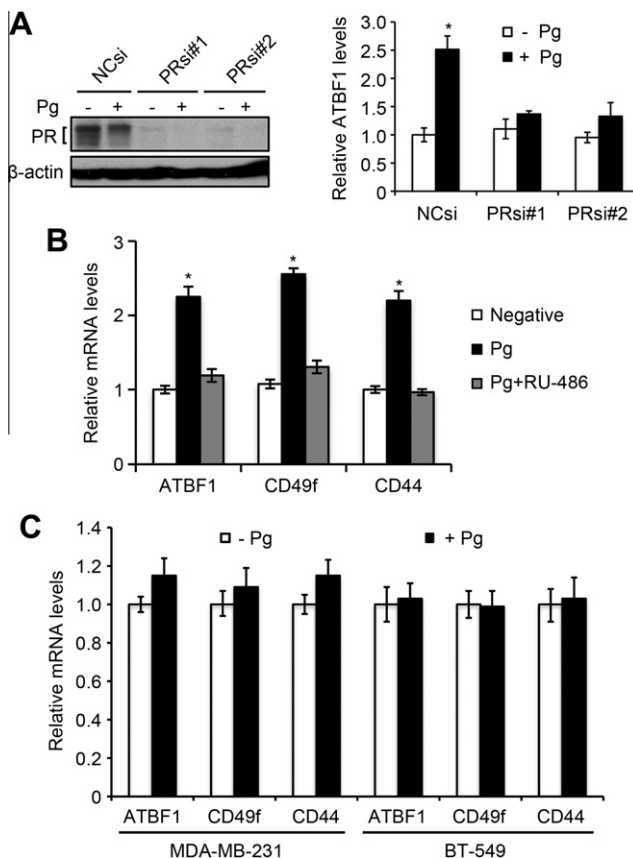 A
NCsi PRsi#1 PRsi#2
Pg - + - + - +
PR
β-actin
Relative ATBF1 levels
3.0
2.5
2.0
1.5
1.0
0.5
0.0
*
- Pg
+ Pg
NCsi PRsi#1 PRsi#2
B
Relative mRNA levels
3
2
1
0
* * *
Negative
Pg
Pg+RU-486
ATBF1 CD49f CD44
C
Relative mRNA levels
1.4
1.2
1.0
0.8
0.6
0.4
0.2
0
- Pg + Pg
ATBF1 CD49f CD44 ATBF1 CD49f CD44
MDA-MB-231 BT-549